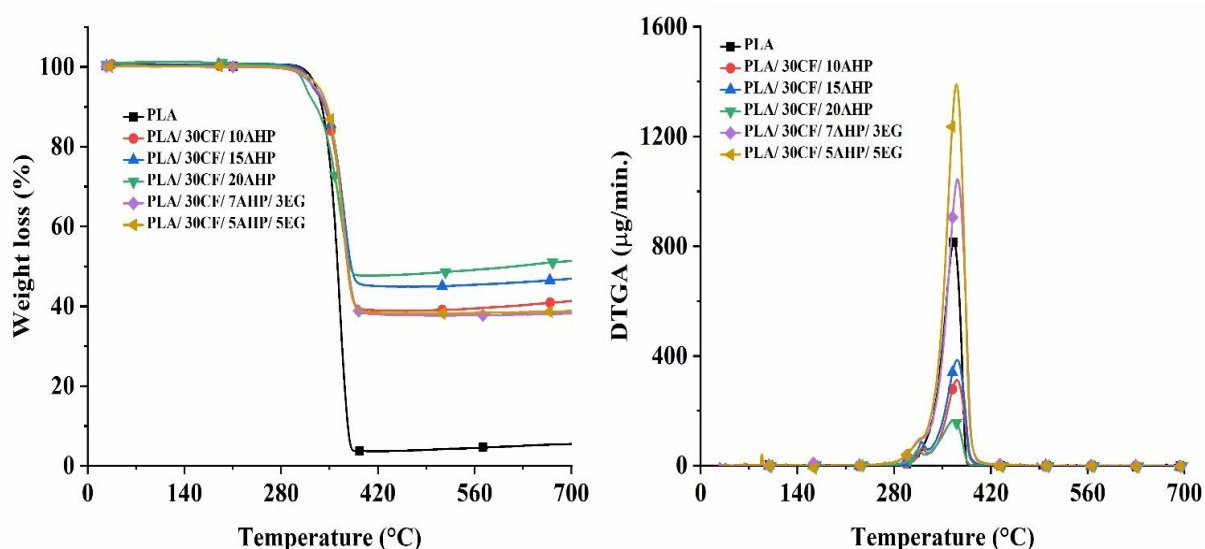 100
80
60
40
20
0
0
140
280
420
560
700
Weight loss (%)
Temperature (°C)
PLA
PLA/ 30CF/ 10AHP
PLA/ 30CF/ 15AHP
PLA/ 30CF/ 20AHP
PLA/ 30CF/ 7AHP/ 3EG
PLA/ 30CF/ 5AHP/ 5EG
1600
1200
800
400
0
0
140
280
420
560
700
DTGA (µg/min.)
Temperature (°C)
PLA
PLA/ 30CF/ 10AHP
PLA/ 30CF/ 15AHP
PLA/ 30CF/ 20AHP
PLA/ 30CF/ 7AHP/ 3EG
PLA/ 30CF/ 5AHP/ 5EG